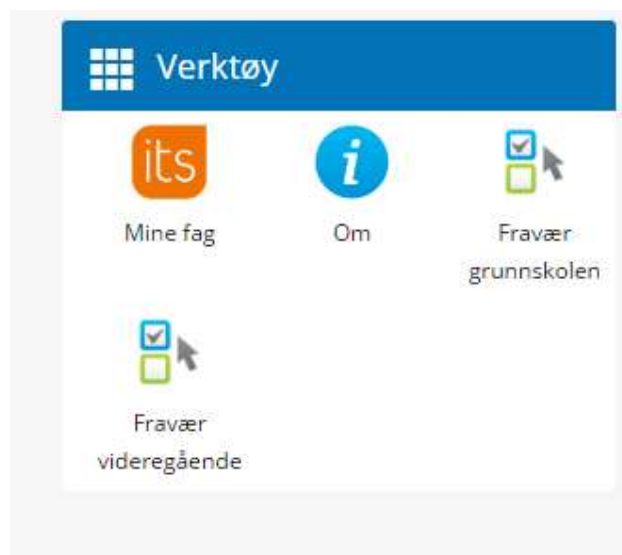 Verktøy
its
i
Mine fag
Om
Fravær
grunnskolen
Fravær
videregående